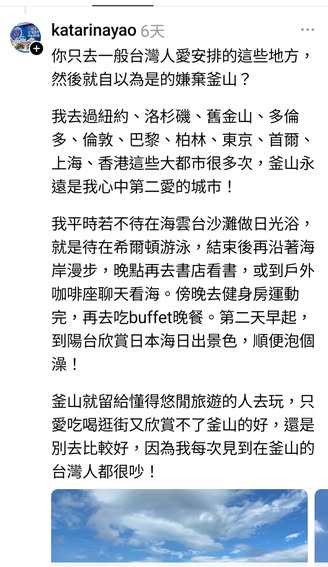 katarinayao 6天
你只去一般台灣人愛安排的這些地方，
然後就自以為是的嫌棄釜山？
我去過紐約、洛杉磯、舊金山、多倫
多、倫敦、巴黎、柏林、東京、首爾、
上海、香港這些大都市很多次，釜山永
遠是我心中第二愛的城市！
我平時若不待在海雲台沙灘做日光浴，
就是待在希爾頓游泳，結束後再沿著海
岸漫步，晚點再去書店看書，或到戶外
咖啡座聊天看海。傍晚去健身房運動
完，再去吃buffet晚餐。第二天早起，
到陽台欣賞日本海日出景色，順便泡個
澡！
釜山就留給懂得悠閒旅遊的人去玩，只
愛吃喝逛街又欣賞不了釜山的好，還是
別去比較好，因為我每次見到在釜山的
台灣人都很吵！